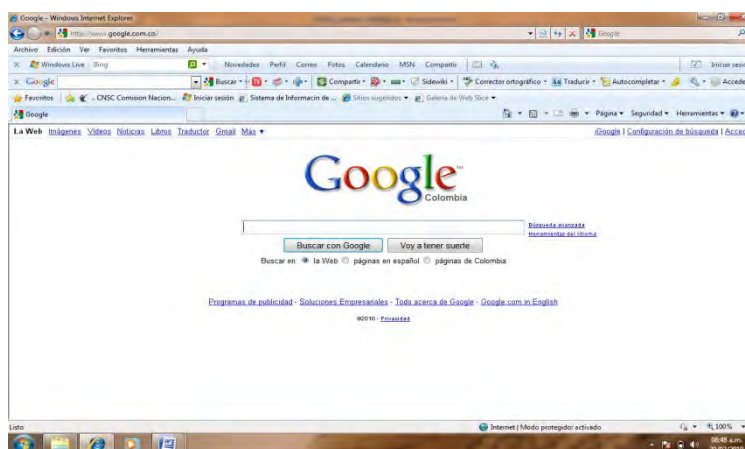 Google - Windows Internet Explorer
http://www.google.com.co/
Google
Archivo Edición Ver Favoritos Herramientas Ayuda
x Windows Live Bing Novedades Perfil Correo Fotos Calendario MSN Compartir Iniciar sesi
x Google Buscar Compartir Sidewiki Corrector ortográfico Traducir Autocompletar Accede
Favoritos CNSC Comision Nacion... Iniciar sesión Sistema de Informacin de ... Sitios sugeridos Galería de Web Slice
Google Página Seguridad Herramientas
La Web Imágenes Videos Noticias Libros Traductor Gmail Más ▼ iGoogle | Configuración de búsqueda | Acced
Google™
Colombia
Búsqueda avanzada
Herramientas del idioma
Buscar con Google Voy a tener suerte
Buscar en: la Web páginas en español páginas de Colombia
Programas de publicidad - Soluciones Empresariales - Todo acerca de Google - Google.com in English
©2010 - Privacidad
Listo Internet | Modo protegido: activado 100%
08:48 a.m.